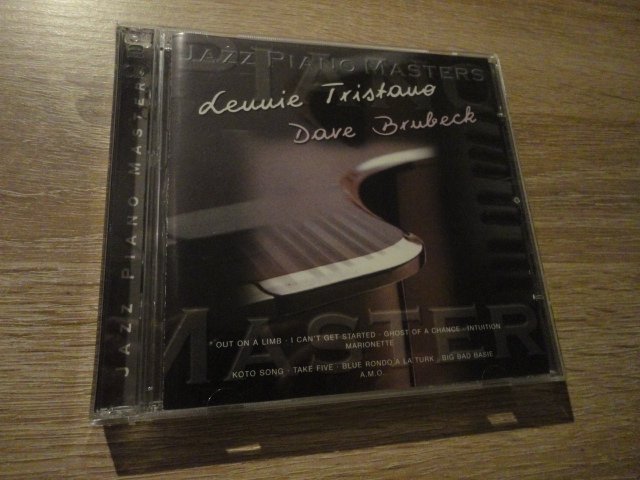 JAZZ PIANO MASTERS
JAZZ PIANO MASTERS
Lennie Tristano
Dave Brubeck
MASTER
* OUT ON A LIMB · I CAN'T GET STARTED · GHOST OF A CHANCE · INTUITION
MARIONETTE
KOTO SONG · TAKE FIVE · BLUE RONDO A LA TURK · BIG BAD BASIE
A.M.O.